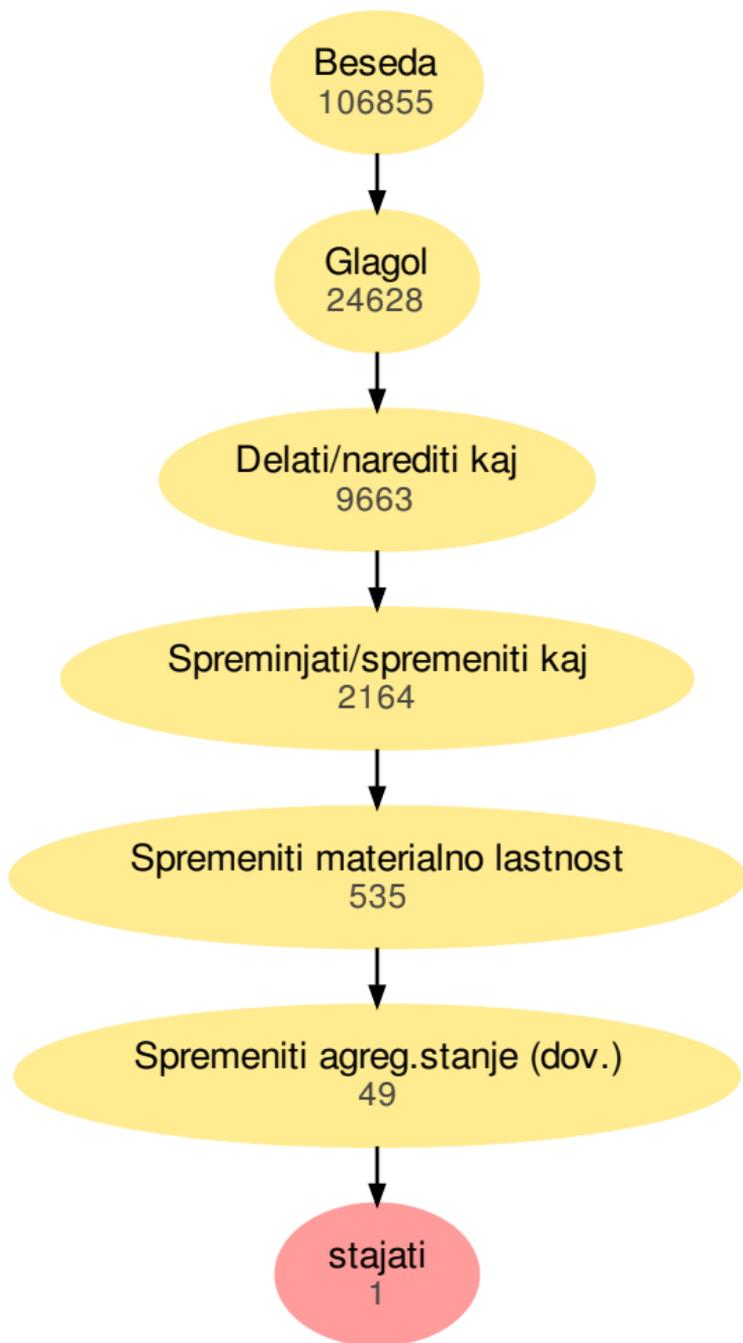 Beseda
106855
Glagol
24628
Delati/narediti kaj
9663
Spreminjati/spremeniti kaj
2164
Spremeniti materialno lastnost
535
Spremeniti agreg.stanje (dov.)
49
stajati
1